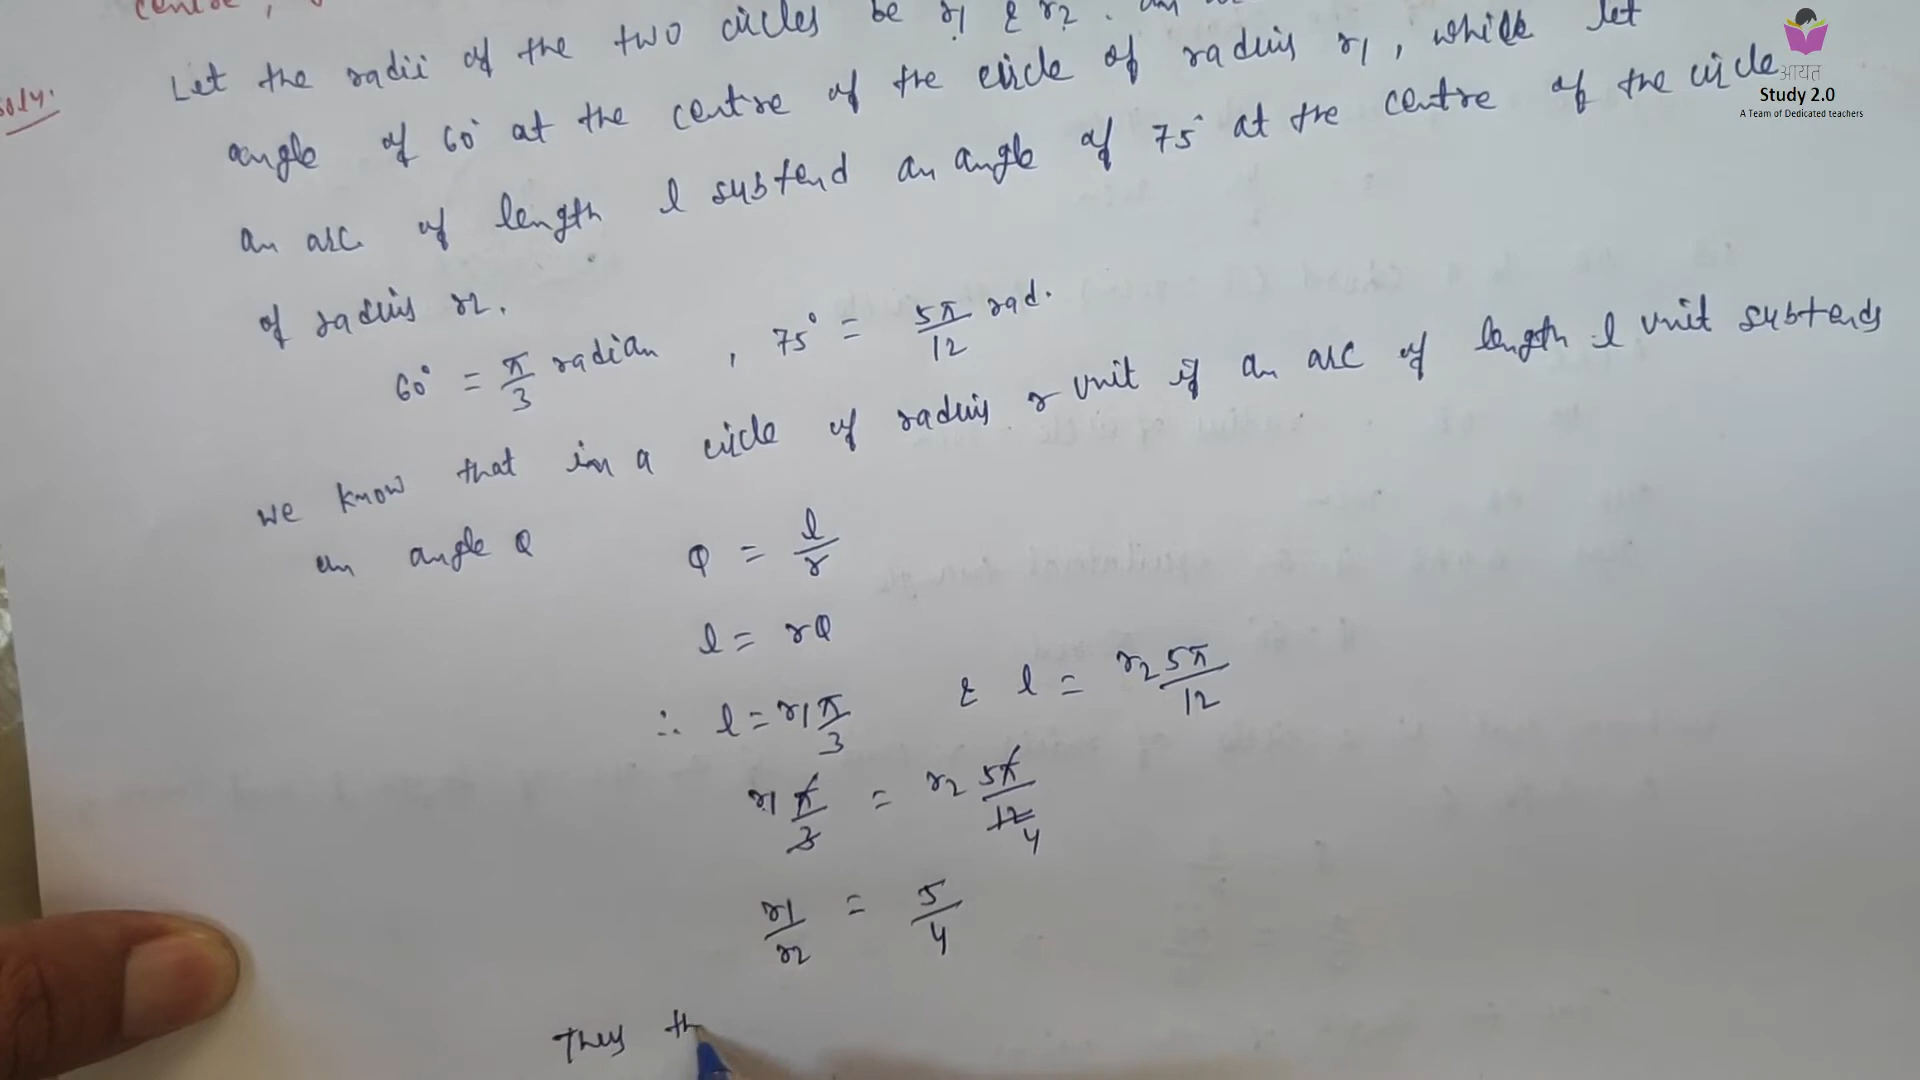 centre,
Soln.
Let the radii of the two circles be r1 & r2. an
angle of 60° at the centre of the circle of radius r1, while let
an arc of length l subtend an angle of 75° at the centre of the circle
of radius r2.
60° = π/3 radian, 75° = 5π/12 rad.
we know that in a circle of radius r unit if an arc of length l unit subtends
an angle θ
θ = l/r
l = rθ
∴ l = r1 π/3 & l = r2 5π/12
r1 π/3 = r2 5π/12 4
r1/r2 = 5/4
Thus th
आयत
Study 2.0
A Team of Dedicated teachers